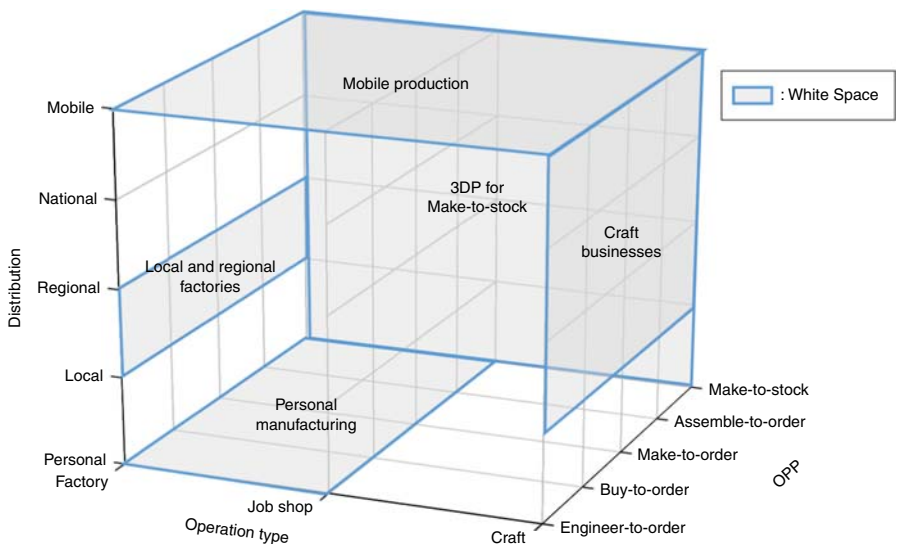 Mobile production
: White Space
Mobile
3DP for
Make-to-stock
National
Craft
businesses
Local and regional
factories
Regional
Distribution
Local
Make-to-stock
Personal
manufacturing
Assemble-to-order
Make-to-order
Personal
Factory
OPP
Buy-to-order
Job shop
Operation type
Craft
Engineer-to-order